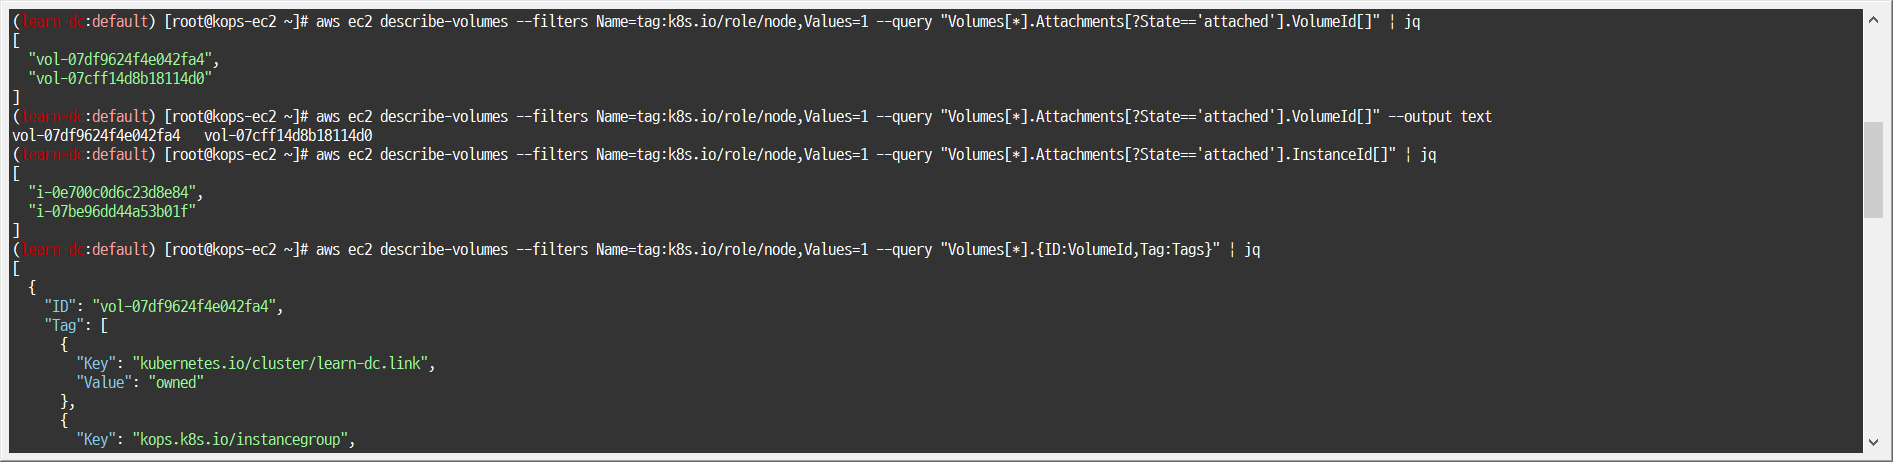 (learn-dc:default) [root@kops-ec2 ~]# aws ec2 describe-volumes --filters Name=tag:k8s.io/role/node,Values=1 --query "Volumes[*].Attachments[?State=='attached'].VolumeId[]" | jq
[
  "vol-07df9624f4e042fa4",
  "vol-07cff14d8b18114d0"
]
(learn-dc:default) [root@kops-ec2 ~]# aws ec2 describe-volumes --filters Name=tag:k8s.io/role/node,Values=1 --query "Volumes[*].Attachments[?State=='attached'].VolumeId[]" --output text
vol-07df9624f4e042fa4   vol-07cff14d8b18114d0
(learn-dc:default) [root@kops-ec2 ~]# aws ec2 describe-volumes --filters Name=tag:k8s.io/role/node,Values=1 --query "Volumes[*].Attachments[?State=='attached'].InstanceId[]" | jq
[
  "i-0e700c0d6c23d8e84",
  "i-07be96dd44a53b01f"
]
(learn-dc:default) [root@kops-ec2 ~]# aws ec2 describe-volumes --filters Name=tag:k8s.io/role/node,Values=1 --query "Volumes[*].{ID:VolumeId,Tag:Tags}" | jq
[
  {
    "ID": "vol-07df9624f4e042fa4",
    "Tag": [
      {
        "Key": "kubernetes.io/cluster/learn-dc.link",
        "Value": "owned"
      },
      {
        "Key": "kops.k8s.io/instancegroup",